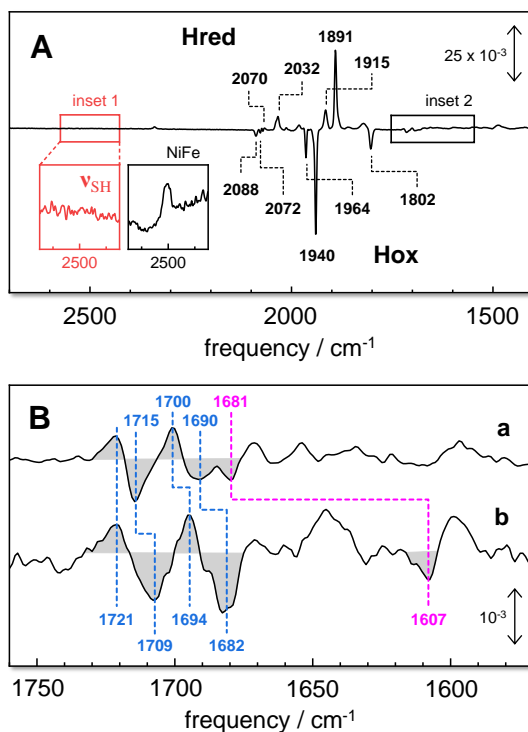 A
Hred
1891
25 x 10⁻³
2070
2032
1915
inset 1
inset 2
νSH
NiFe
2088
2072
1964
1802
2500
2500
1940
Hox
2500
2000
1500
frequency / cm⁻¹
B
1700
1715
1690
1681
a
b
1721
1694
1607
1709
1682
10⁻³
1750
1700
1650
1600
frequency / cm⁻¹